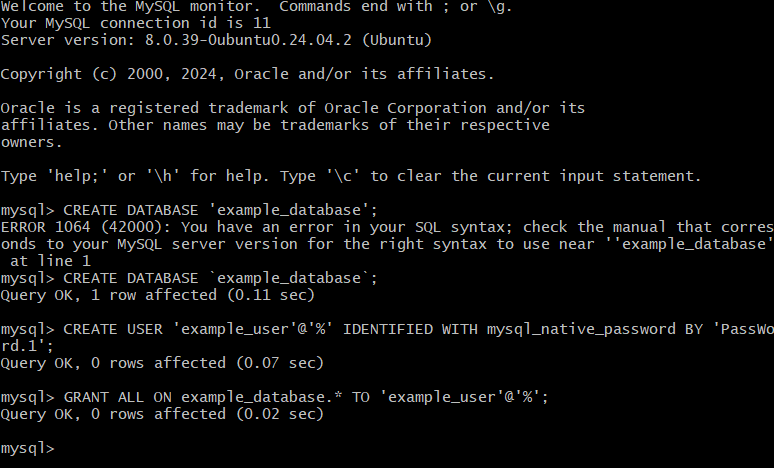 Welcome to the MySQL monitor.  Commands end with ; or \g.
Your MySQL connection id is 11
Server version: 8.0.39-0ubuntu0.24.04.2 (Ubuntu)
Copyright (c) 2000, 2024, Oracle and/or its affiliates.
Oracle is a registered trademark of Oracle Corporation and/or its
affiliates. Other names may be trademarks of their respective
owners.
Type 'help;' or '\h' for help. Type '\c' to clear the current input statement.
mysql> CREATE DATABASE 'example_database';
ERROR 1064 (42000): You have an error in your SQL syntax; check the manual that corres
onds to your MySQL server version for the right syntax to use near ''example_database'
 at line 1
mysql> CREATE DATABASE `example_database`;
Query OK, 1 row affected (0.11 sec)
mysql> CREATE USER 'example_user'@'%' IDENTIFIED WITH mysql_native_password BY 'PassWo
rd.1';
Query OK, 0 rows affected (0.07 sec)
mysql> GRANT ALL ON example_database.* TO 'example_user'@'%';
Query OK, 0 rows affected (0.02 sec)
mysql>